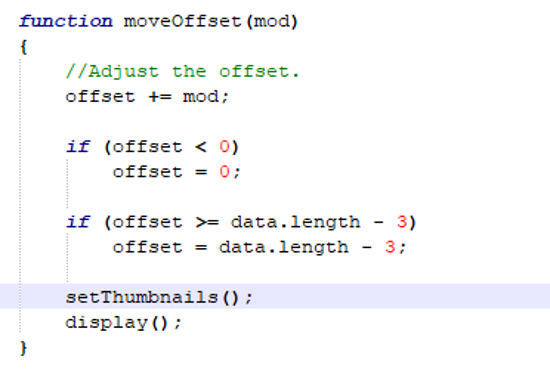 function moveOffset(mod)
{
    //Adjust the offset.
    offset += mod;

    if (offset < 0)
        offset = 0;

    if (offset >= data.length - 3)
        offset = data.length - 3;

    setThumbnails();
    display();
}